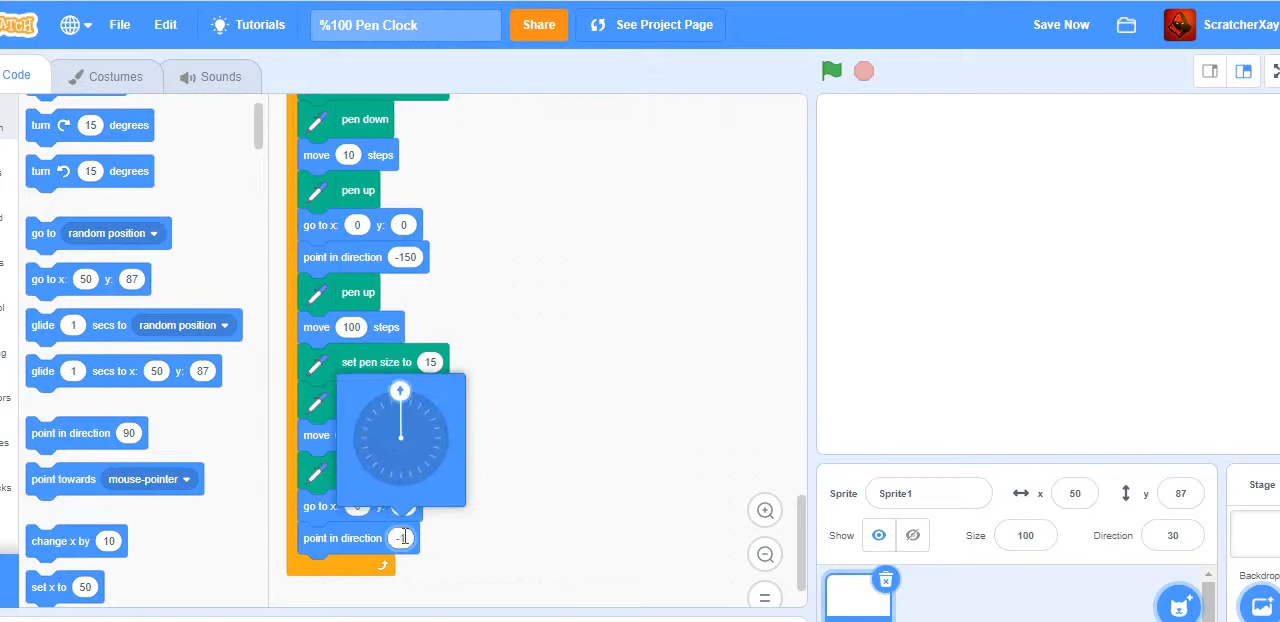 File Edit Tutorials %100 Pen Clock Share See Project Page Save Now ScratcherXay
Code Costumes Sounds
turn 15 degrees
turn 15 degrees
go to random position
go to x: 50 y: 87
glide 1 secs to random position
glide 1 secs to x: 50 y: 87
point in direction 90
point towards mouse-pointer
change x by 10
set x to 50
pen down
move 10 steps
pen up
go to x: 0 y: 0
point in direction -150
pen up
move 100 steps
set pen size to 15
move
go to x: y:
point in direction -1
Sprite Sprite1 x 50 y 87
Show Size 100 Direction 30
Stage
Backdrop